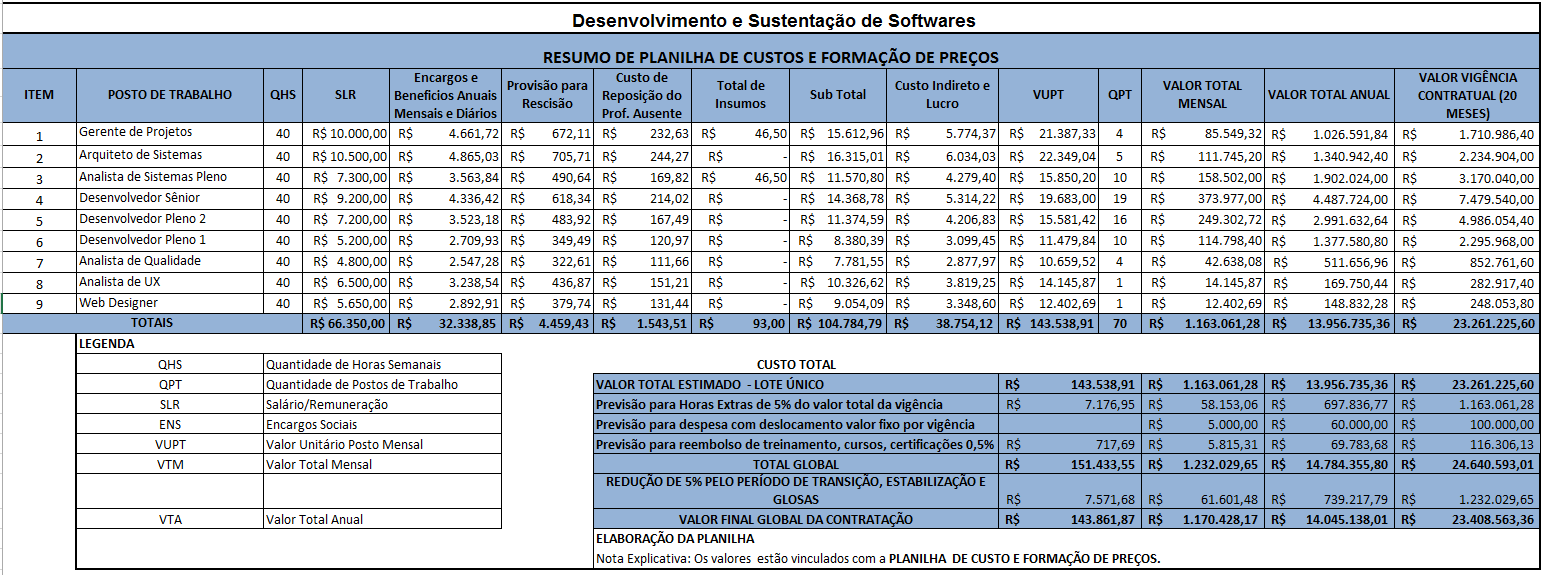 Desenvolvimento e Sustentação de Softwares
RESUMO DE PLANILHA DE CUSTOS E FORMAÇÃO DE PREÇOS
ITEM POSTO DE TRABALHO QHS SLR Encargos e Beneficios Anuais Mensais e Diários Provisão para Rescisão Custo de Reposição do Prof. Ausente Total de Insumos Sub Total Custo Indireto e Lucro VUPT QPT VALOR TOTAL MENSAL VALOR TOTAL ANUAL VALOR VIGÊNCIA CONTRATUAL (20 MESES)
1 Gerente de Projetos 40 R$ 10.000,00 R$ 4.661,72 R$ 672,11 R$ 232,63 R$ 46,50 R$ 15.612,96 R$ 5.774,37 R$ 21.387,33 4 R$ 85.549,32 R$ 1.026.591,84 R$ 1.710.986,40
2 Arquiteto de Sistemas 40 R$ 10.500,00 R$ 4.865,03 R$ 705,71 R$ 244,27 R$ - R$ 16.315,01 R$ 6.034,03 R$ 22.349,04 5 R$ 111.745,20 R$ 1.340.942,40 R$ 2.234.904,00
3 Analista de Sistemas Pleno 40 R$ 7.300,00 R$ 3.563,84 R$ 490,64 R$ 169,82 R$ 46,50 R$ 11.570,80 R$ 4.279,40 R$ 15.850,20 10 R$ 158.502,00 R$ 1.902.024,00 R$ 3.170.040,00
4 Desenvolvedor Sênior 40 R$ 9.200,00 R$ 4.336,42 R$ 618,34 R$ 214,02 R$ - R$ 14.368,78 R$ 5.314,22 R$ 19.683,00 19 R$ 373.977,00 R$ 4.487.724,00 R$ 7.479.540,00
5 Desenvolvedor Pleno 2 40 R$ 7.200,00 R$ 3.523,18 R$ 483,92 R$ 167,49 R$ - R$ 11.374,59 R$ 4.206,83 R$ 15.581,42 16 R$ 249.302,72 R$ 2.991.632,64 R$ 4.986.054,40
6 Desenvolvedor Pleno 1 40 R$ 5.200,00 R$ 2.709,93 R$ 349,49 R$ 120,97 R$ - R$ 8.380,39 R$ 3.099,45 R$ 11.479,84 10 R$ 114.798,40 R$ 1.377.580,80 R$ 2.295.968,00
7 Analista de Qualidade 40 R$ 4.800,00 R$ 2.547,28 R$ 322,61 R$ 111,66 R$ - R$ 7.781,55 R$ 2.877,97 R$ 10.659,52 4 R$ 42.638,08 R$ 511.656,96 R$ 852.761,60
8 Analista de UX 40 R$ 6.500,00 R$ 3.238,54 R$ 436,87 R$ 151,21 R$ - R$ 10.326,62 R$ 3.819,25 R$ 14.145,87 1 R$ 14.145,87 R$ 169.750,44 R$ 282.917,40
9 Web Designer 40 R$ 5.650,00 R$ 2.892,91 R$ 379,74 R$ 131,44 R$ - R$ 9.054,09 R$ 3.348,60 R$ 12.402,69 1 R$ 12.402,69 R$ 148.832,28 R$ 248.053,80
TOTAIS R$ 66.350,00 R$ 32.338,85 R$ 4.459,43 R$ 1.543,51 R$ 93,00 R$ 104.784,79 R$ 38.754,12 R$ 143.538,91 70 R$ 1.163.061,28 R$ 13.956.735,36 R$ 23.261.225,60
LEGENDA
QHS Quantidade de Horas Semanais
QPT Quantidade de Postos de Trabalho
SLR Salário/Remuneração
ENS Encargos Sociais
VUPT Valor Unitário Posto Mensal
VTM Valor Total Mensal
VTA Valor Total Anual
CUSTO TOTAL
VALOR TOTAL ESTIMADO - LOTE ÚNICO R$ 143.538,91 R$ 1.163.061,28 R$ 13.956.735,36 R$ 23.261.225,60
Previsão para Horas Extras de 5% do valor total da vigência R$ 7.176,95 R$ 58.153,06 R$ 697.836,77 R$ 1.163.061,28
Previsão para despesa com deslocamento valor fixo por vigência R$ 5.000,00 R$ 60.000,00 R$ 100.000,00
Previsão para reembolso de treinamento, cursos, certificações 0,5% R$ 717,69 R$ 5.815,31 R$ 69.783,68 R$ 116.306,13
TOTAL GLOBAL R$ 151.433,55 R$ 1.232.029,65 R$ 14.784.355,80 R$ 24.640.593,01
REDUÇÃO DE 5% PELO PERÍODO DE TRANSIÇÃO, ESTABILIZAÇÃO E
GLOSAS R$ 7.571,68 R$ 61.601,48 R$ 739.217,79 R$ 1.232.029,65
VALOR FINAL GLOBAL DA CONTRATAÇÃO R$ 143.861,87 R$ 1.170.428,17 R$ 14.045.138,01 R$ 23.408.563,36
ELABORAÇÃO DA PLANILHA
Nota Explicativa: Os valores estão vinculados com a PLANILHA DE CUSTO E FORMAÇÃO DE PREÇOS.